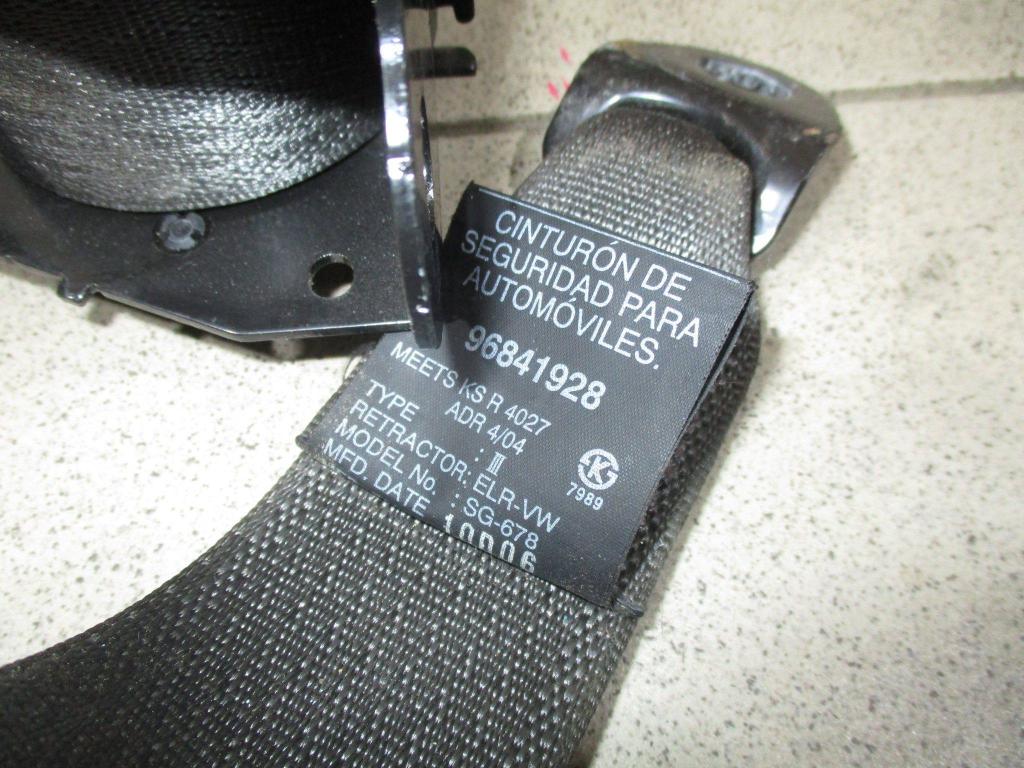 CINTURÓN DE
SEGURIDAD PARA
AUTOMÓVILES.
96841928
MEETS KS R 4027
ADR 4/04
TYPE : III
RETRACTOR: ELR-VW
MODEL No : SG-678
MFD. DATE 10D06
7989